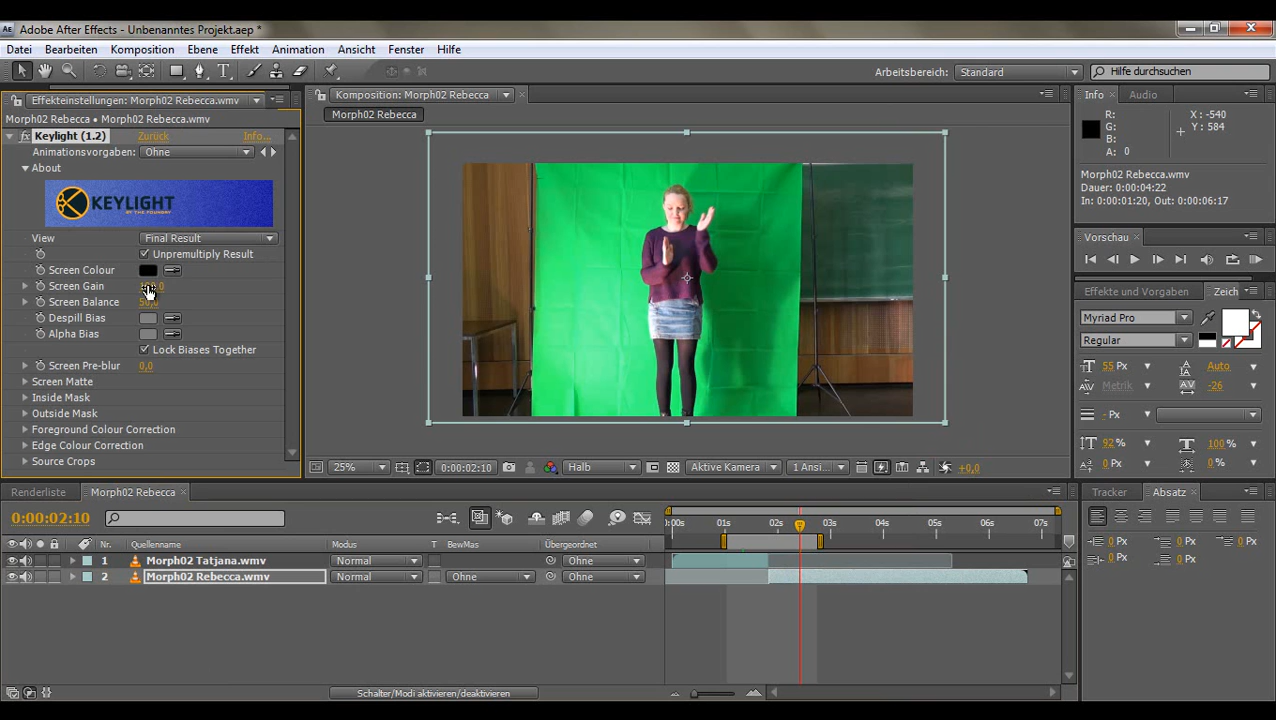 Adobe After Effects - Unbenanntes Projekt.aep *
Datei Bearbeiten Komposition Ebene Effekt Animation Ansicht Fenster Hilfe
Arbeitsbereich: Standard Hilfe durchsuchen
Effekteinstellungen: Morph02 Rebecca.wmv
Morph02 Rebecca • Morph02 Rebecca.wmv
Keylight (1.2) Zurück Info...
Animationsvorgaben: Ohne
About
KEYLIGHT
BY THE FOUNDRY
View Final Result
Unpremultiply Result
Screen Colour
Screen Gain
Screen Balance 50,0
Despill Bias
Alpha Bias
Lock Biases Together
Screen Pre-blur 0,0
Screen Matte
Inside Mask
Outside Mask
Foreground Colour Correction
Edge Colour Correction
Source Crops
Komposition: Morph02 Rebecca
Morph02 Rebecca
25% 0:00:02:10 Halb Aktive Kamera 1 Ansi... +0,0
Info Audio
R: X: -540
G: Y: 584
B:
A: 0
Morph02 Rebecca.wmv
Dauer: 0:00:04:22
In: 0:00:01:20, Out: 0:00:06:17
Vorschau
Effekte und Vorgaben Zeich
Myriad Pro
Regular
55 Px Auto
Metrik -26
- Px
92 % 100 %
0 Px 0 %
Renderliste Morph02 Rebecca
0:00:02:10
:00s 01s 02s 03s 04s 05s 06s 07s
Nr. Quellenname Modus T BewMas Übergeordnet
1 Morph02 Tatjana.wmv Normal Ohne
2 Morph02 Rebecca.wmv Normal Ohne Ohne
Schalter/Modi aktivieren/deaktivieren
Tracker Absatz
0 Px 0 Px 0 Px
0 Px 0 Px